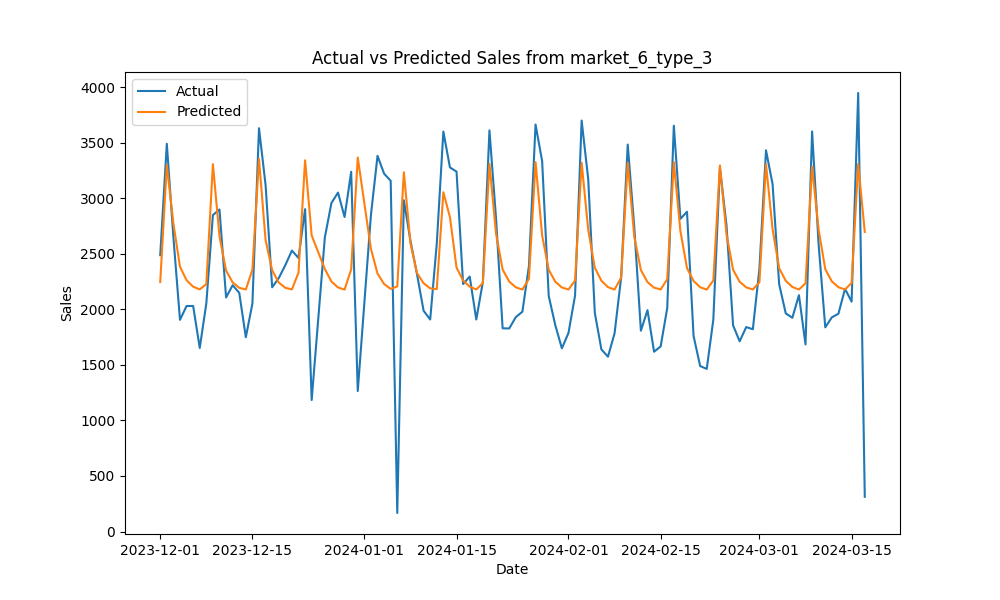 Actual vs Predicted Sales from market_6_type_3
Actual
Predicted
4000
3500
3000
2500
2000
1500
1000
500
0
Sales
2023-12-01 2023-12-15 2024-01-01 2024-01-15 2024-02-01 2024-02-15 2024-03-01 2024-03-15
Date